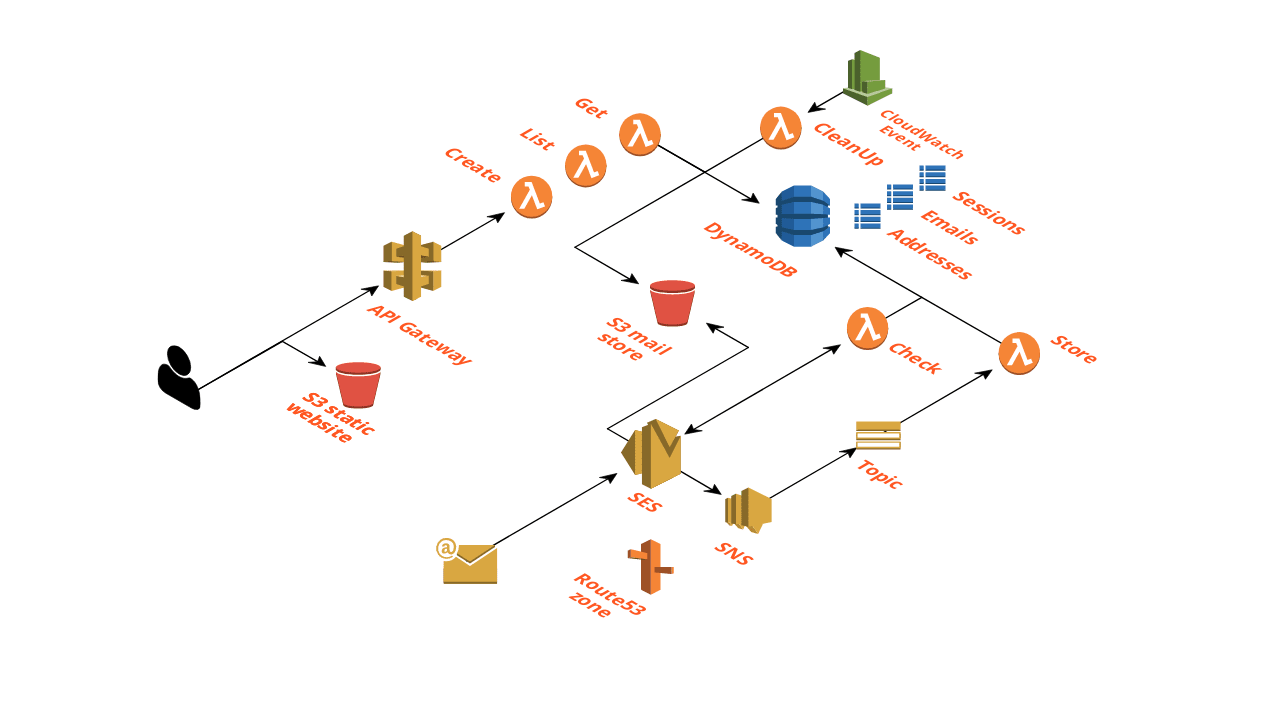 Get
List
Create
CleanUp
CloudWatch
Event
Sessions
Emails
Addresses
DynamoDB
API Gateway
S3 mail
store
Check
Store
S3 static
website
SES
Topic
SNS
@
Route53
zone